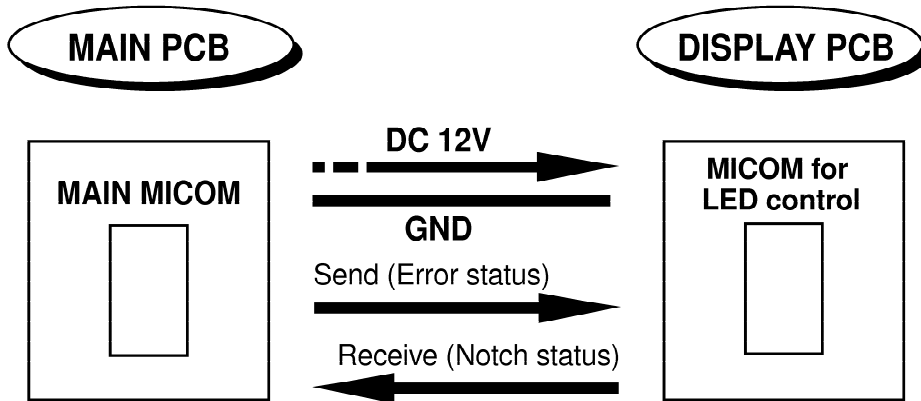 MAIN PCB
DISPLAY PCB
MAIN MICOM
DC 12V
GND
Send (Error status)
Receive (Notch status)
MICOM for
LED control